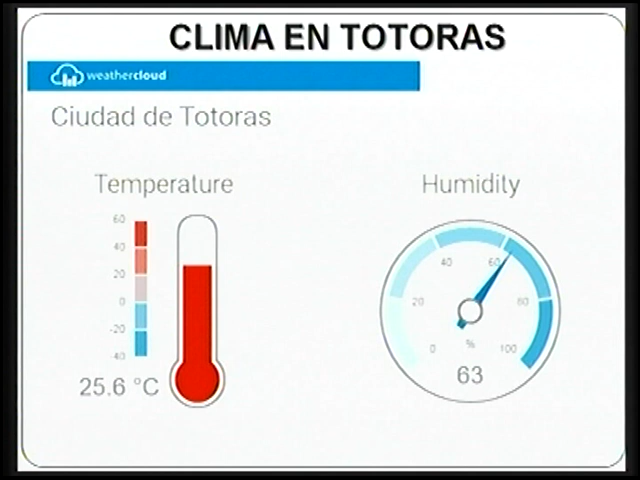 CLIMA EN TOTORAS
weathercloud
Ciudad de Totoras
Temperature
60
40
20
0
-20
-40
25.6 °C
Humidity
0
20
40
60
80
100
%
63